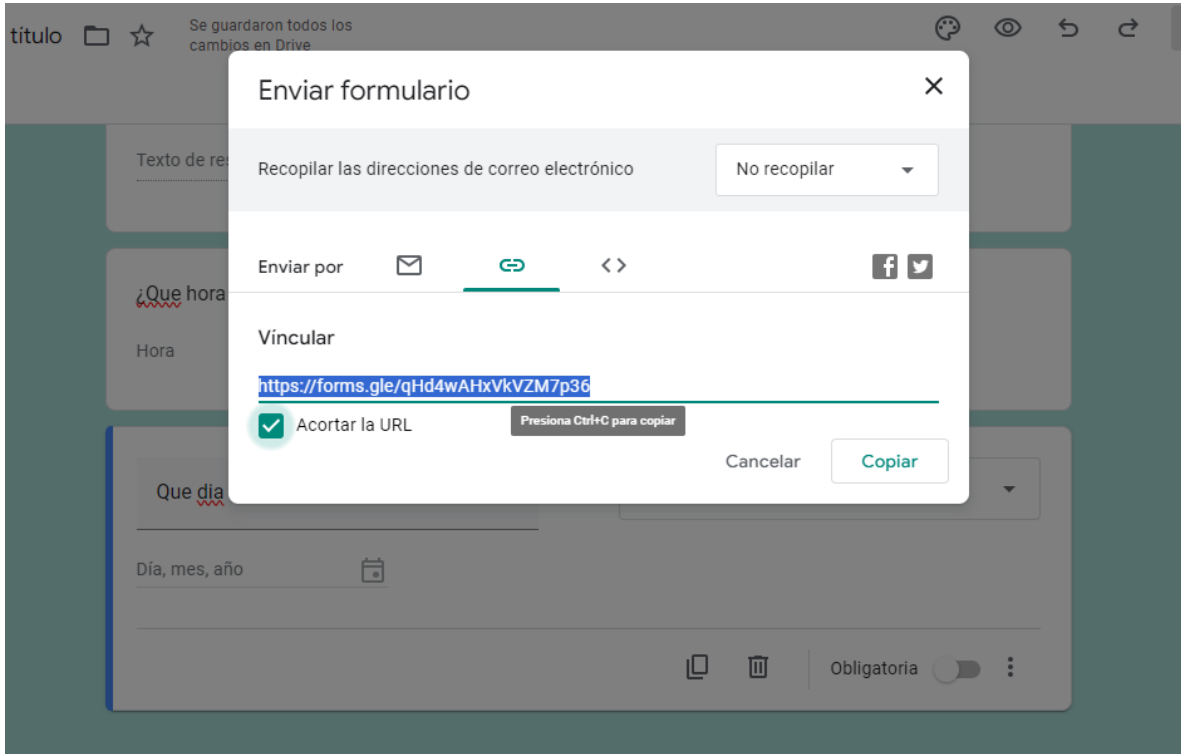 título
Se guardaron todos los
cambios en Drive
Enviar formulario
Texto de res
Recopilar las direcciones de correo electrónico
No recopilar
Enviar por
¿Que hora
Vincular
Hora
https://forms.gle/qHd4wAHxVkVZM7p36
Acortar la URL
Presiona Ctrl+C para copiar
Cancelar
Copiar
Que dia
Día, mes, año
Obligatoria